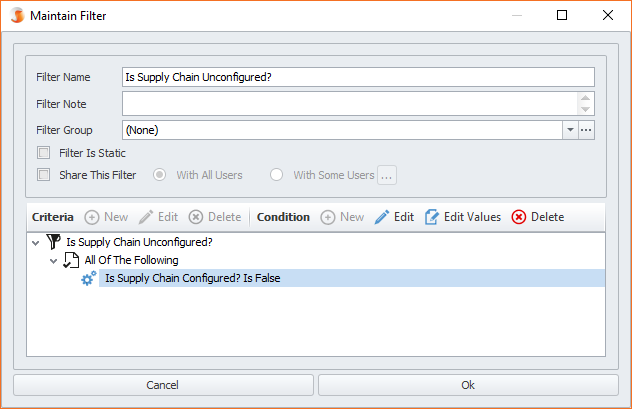 Maintain Filter
Filter Name Is Supply Chain Unconfigured?
Filter Note
Filter Group (None) ...
Filter Is Static
Share This Filter With All Users With Some Users ...
Criteria New Edit Delete Condition New Edit Edit Values Delete
Is Supply Chain Unconfigured?
All Of The Following
Is Supply Chain Configured? Is False
Cancel Ok